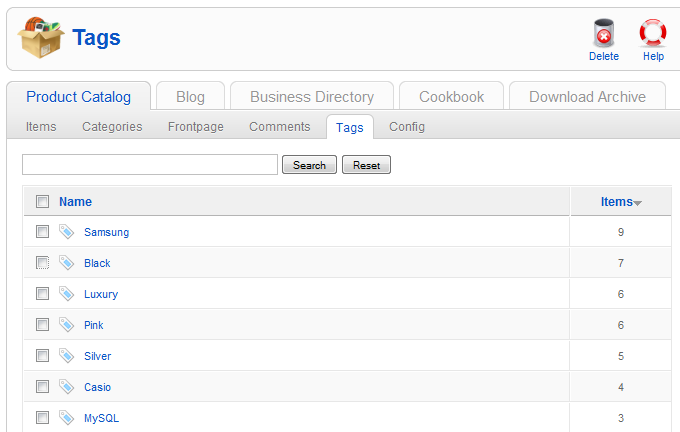 Tags
Delete Help
Product Catalog Blog Business Directory Cookbook Download Archive
Items Categories Frontpage Comments Tags Config
Search Reset
Name Items
Samsung 9
Black 7
Luxury 6
Pink 6
Silver 5
Casio 4
MySQL 3